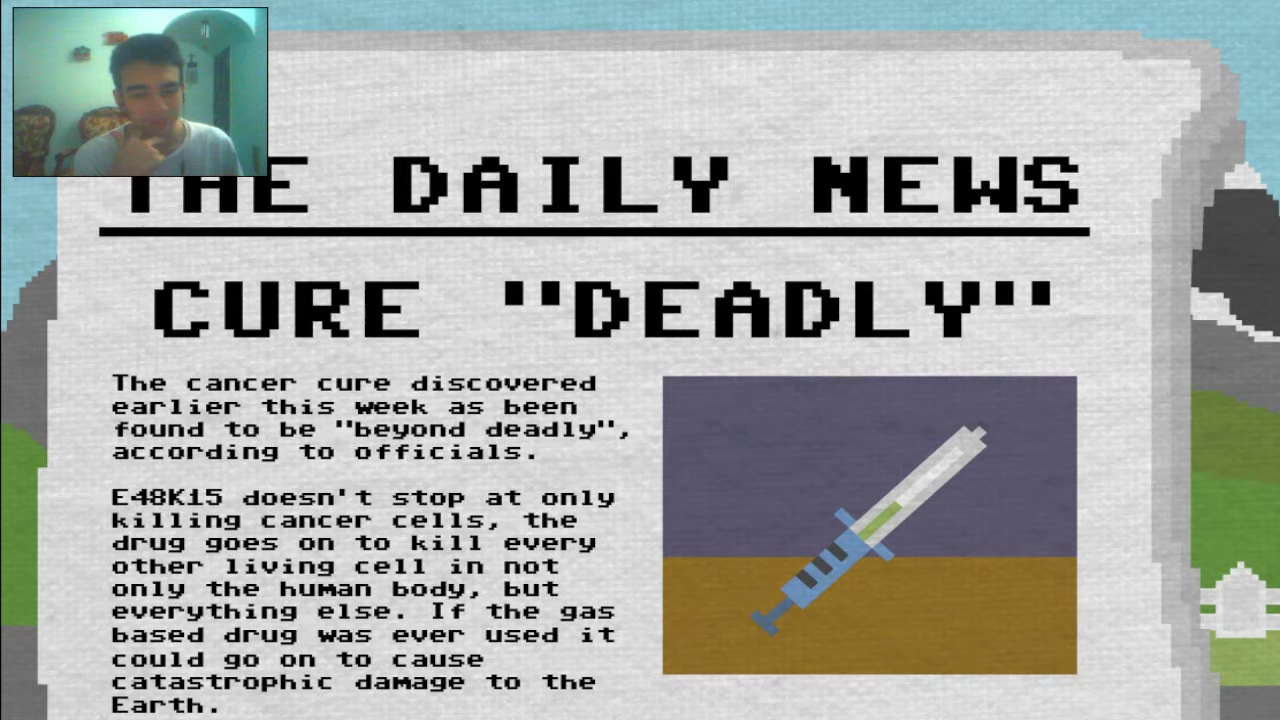 THE DAILY NEWS
CURE "DEADLY"
The cancer cure discovered
earlier this week as been
found to be "beyond deadly",
according to officials.
E48K15 doesn't stop at only
killing cancer cells, the
drug goes on to kill every
other living cell in not
only the human body, but
everything else. If the gas
based drug was ever used it
could go on to cause
catastrophic damage to the
Earth.